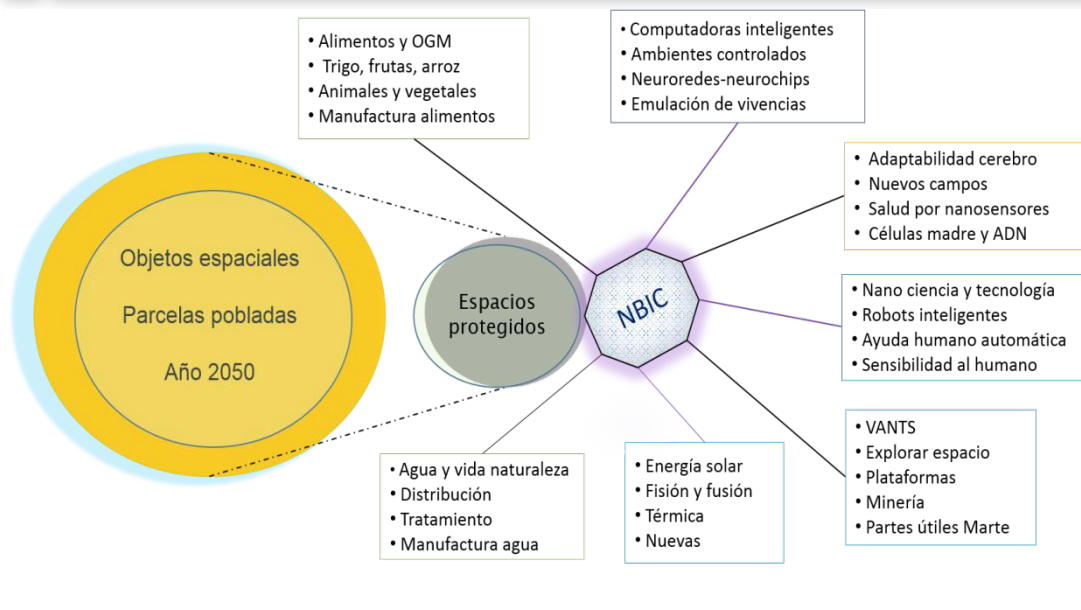 • Alimentos y OGM
• Trigo, frutas, arroz
• Animales y vegetales
• Manufactura alimentos
• Computadoras inteligentes
• Ambientes controlados
• Neuroredes-neurochips
• Emulación de vivencias
• Adaptabilidad cerebro
• Nuevos campos
• Salud por nanosensores
• Células madre y ADN
Objetos espaciales
Parcelas pobladas
Año 2050
Espacios
protegidos
NBIC
• Nano ciencia y tecnología
• Robots inteligentes
• Ayuda humano automática
• Sensibilidad al humano
• Agua y vida naturaleza
• Distribución
• Tratamiento
• Manufactura agua
• Energía solar
• Fisión y fusión
• Térmica
• Nuevas
• VANTS
• Explorar espacio
• Plataformas
• Minería
• Partes útiles Marte